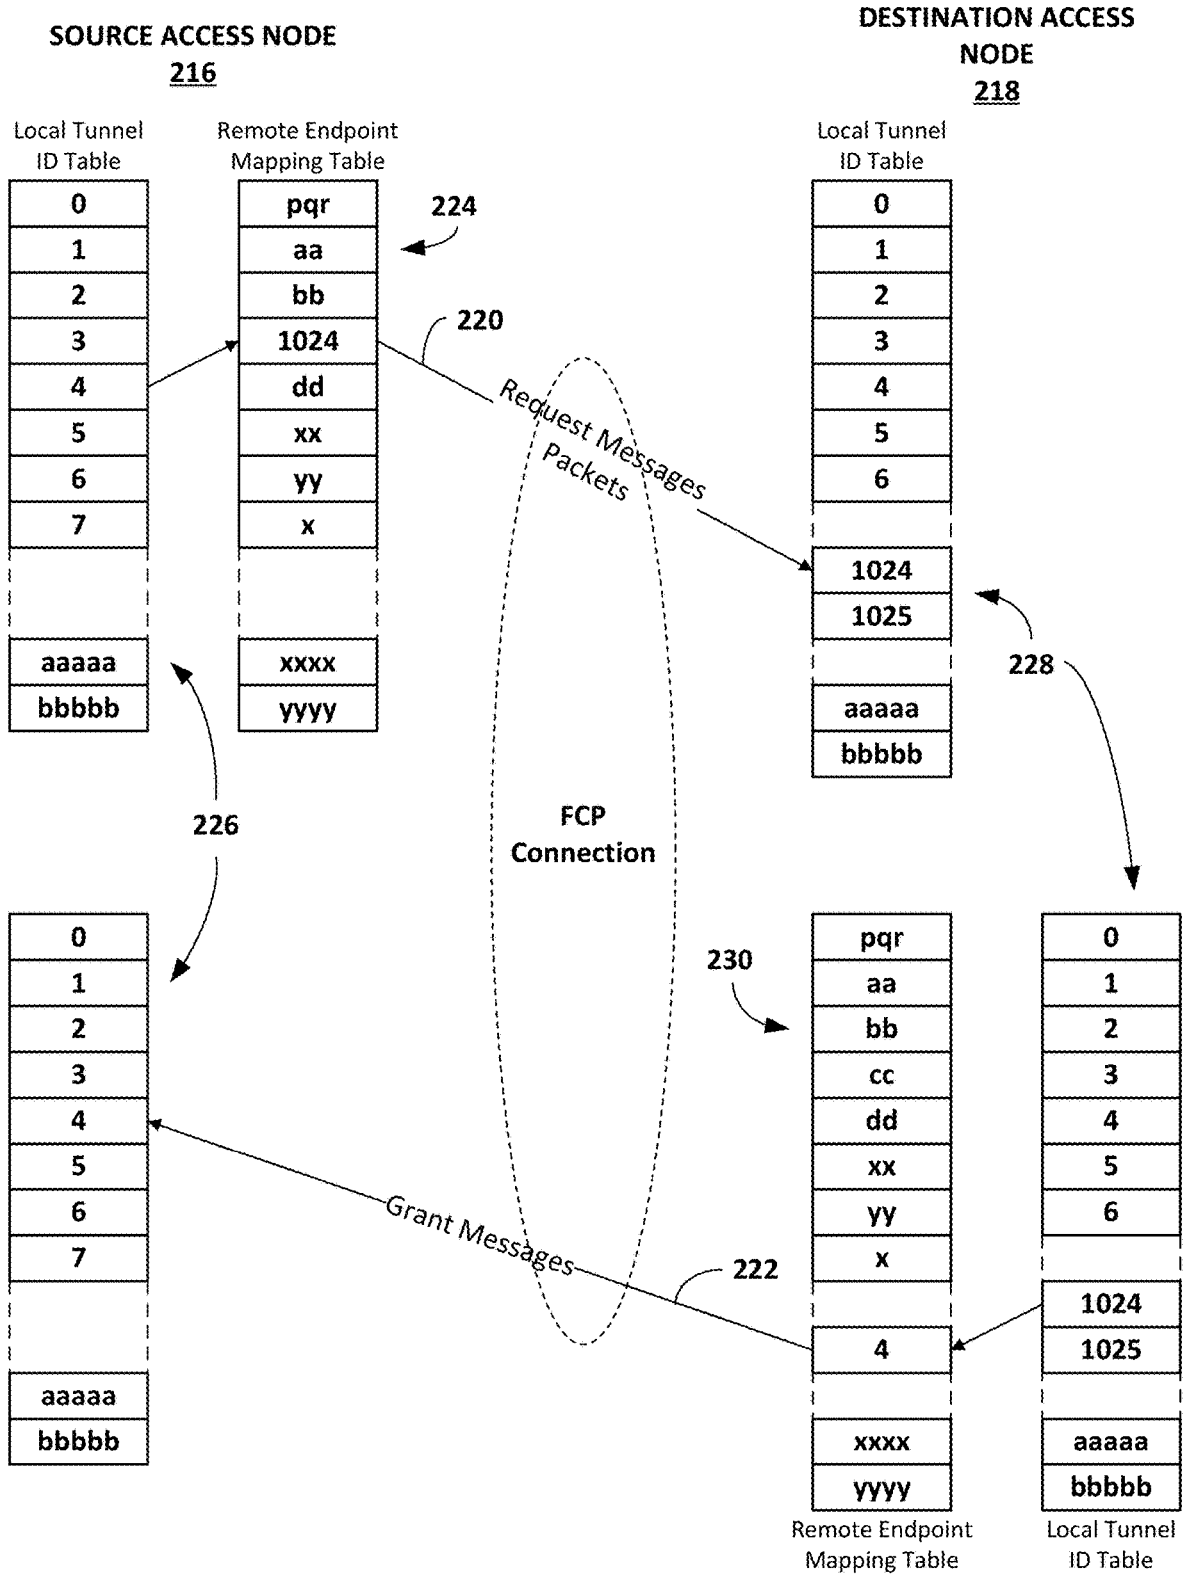 SOURCE ACCESS NODE
216
DESTINATION ACCESS
NODE
218
Local Tunnel
ID Table
Remote Endpoint
Mapping Table
Local Tunnel
ID Table
0
1
2
3
4
5
6
7
aaaaa
bbbbb
pqr
aa
bb
1024
dd
xx
yy
x
xxxx
yyyy
224
220
Request Messages
Packets
0
1
2
3
4
5
6
1024
1025
aaaaa
bbbbb
228
226
FCP
Connection
0
1
2
3
4
5
6
7
aaaaa
bbbbb
Grant Messages
222
230
pqr
aa
bb
cc
dd
xx
yy
x
4
xxxx
yyyy
0
1
2
3
4
5
6
1024
1025
aaaaa
bbbbb
Remote Endpoint
Mapping Table
Local Tunnel
ID Table